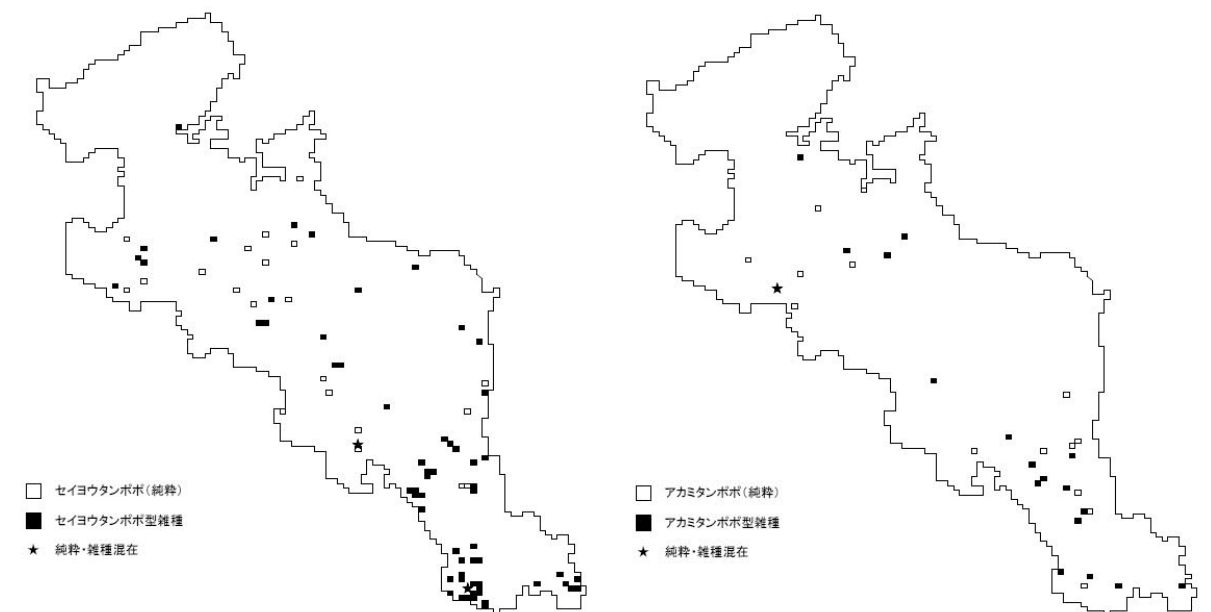 セイヨウタンポポ(純粋)
セイヨウタンポポ型雑種
純粋・雑種混在
アカミタンポポ(純粋)
アカミタンポポ型雑種
純粋・雑種混在